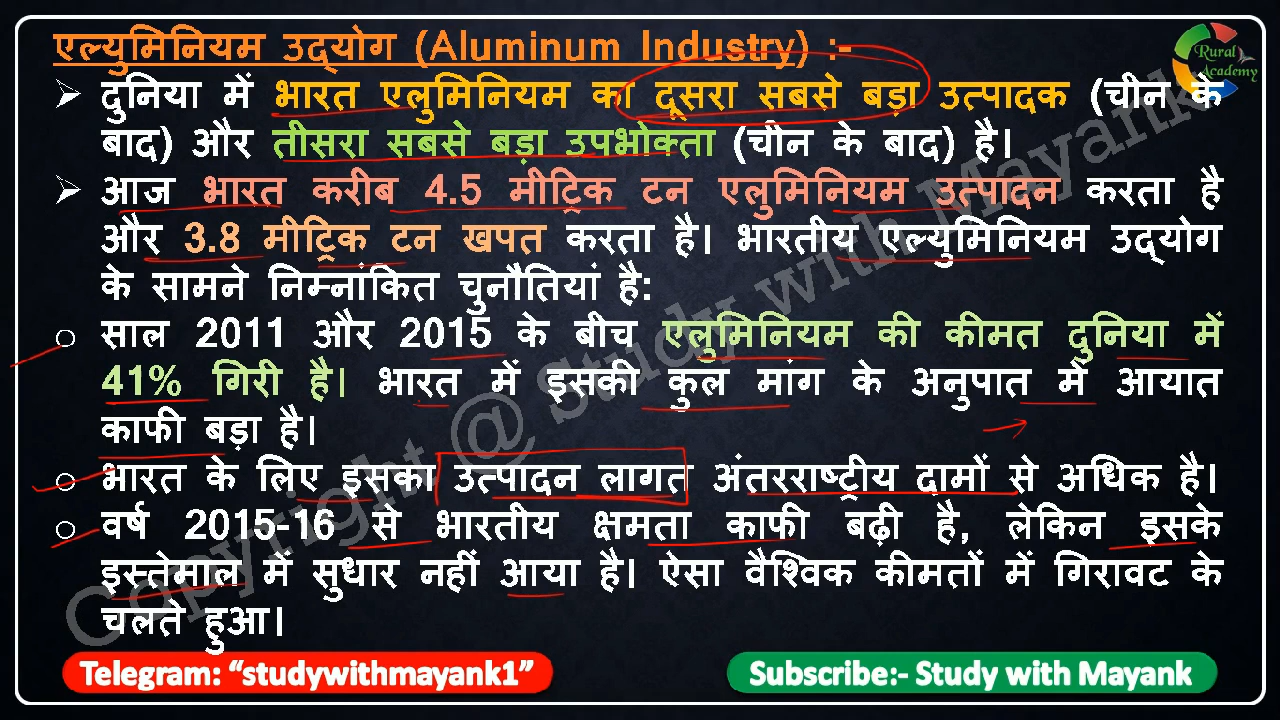 एल्युमिनियम उद्योग (Aluminum Industry) :-
Rural Academy
➢ दुनिया में भारत एलुमिनियम का दूसरा सबसे बड़ा उत्पादक (चीन के
बाद) और तीसरा सबसे बड़ा उपभोक्ता (चीन के बाद) है।
➢ आज भारत करीब 4.5 मीट्रिक टन एलुमिनियम उत्पादन करता है
और 3.8 मीट्रिक टन खपत करता है। भारतीय एल्युमिनियम उद्योग
के सामने निम्नांकित चुनौतियां है:
o साल 2011 और 2015 के बीच एलुमिनियम की कीमत दुनिया में
41% गिरी है। भारत में इसकी कुल मांग के अनुपात में आयात
काफी बड़ा है।
o भारत के लिए इसका उत्पादन लागत अंतरराष्ट्रीय दामों से अधिक है।
o वर्ष 2015-16 से भारतीय क्षमता काफी बढ़ी है, लेकिन इसके
इस्तेमाल में सुधार नहीं आया है। ऐसा वैश्विक कीमतों में गिरावट के
चलते हुआ।
Copyright @ Study with Mayank
Telegram: “studywithmayank1”
Subscribe:- Study with Mayank